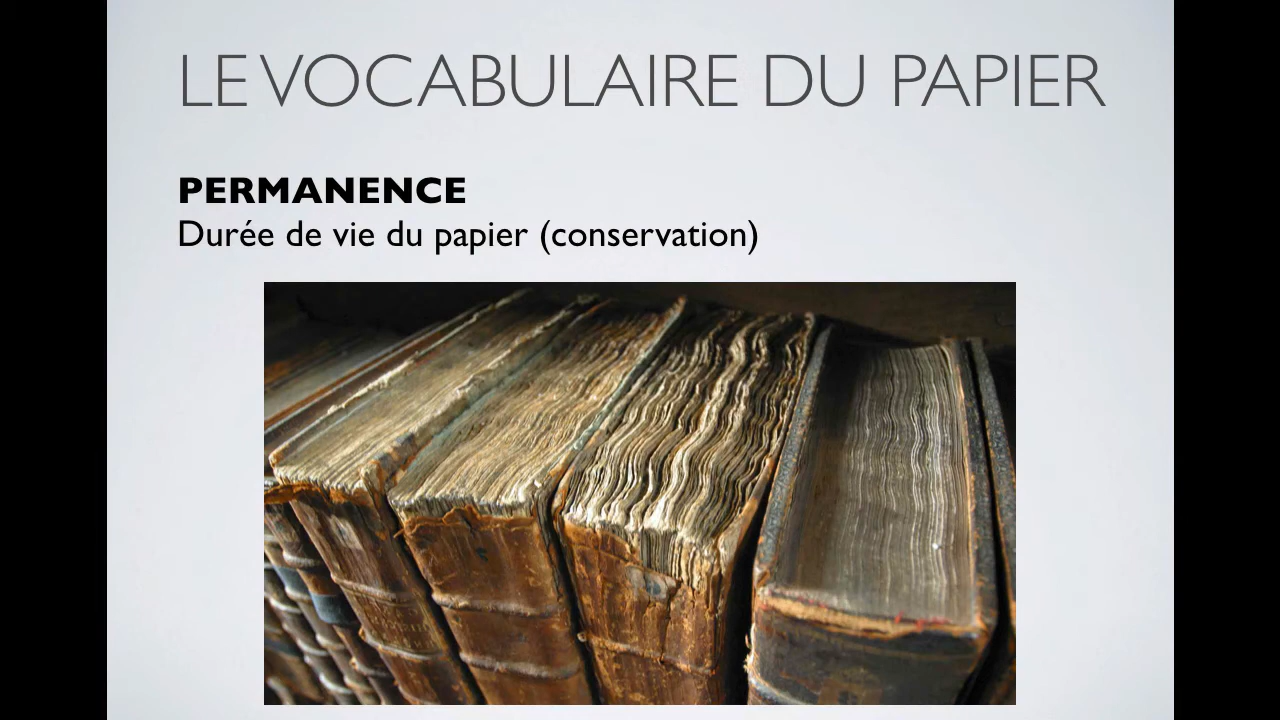 LE VOCABULAIRE DU PAPIER
PERMANENCE
Durée de vie du papier (conservation)